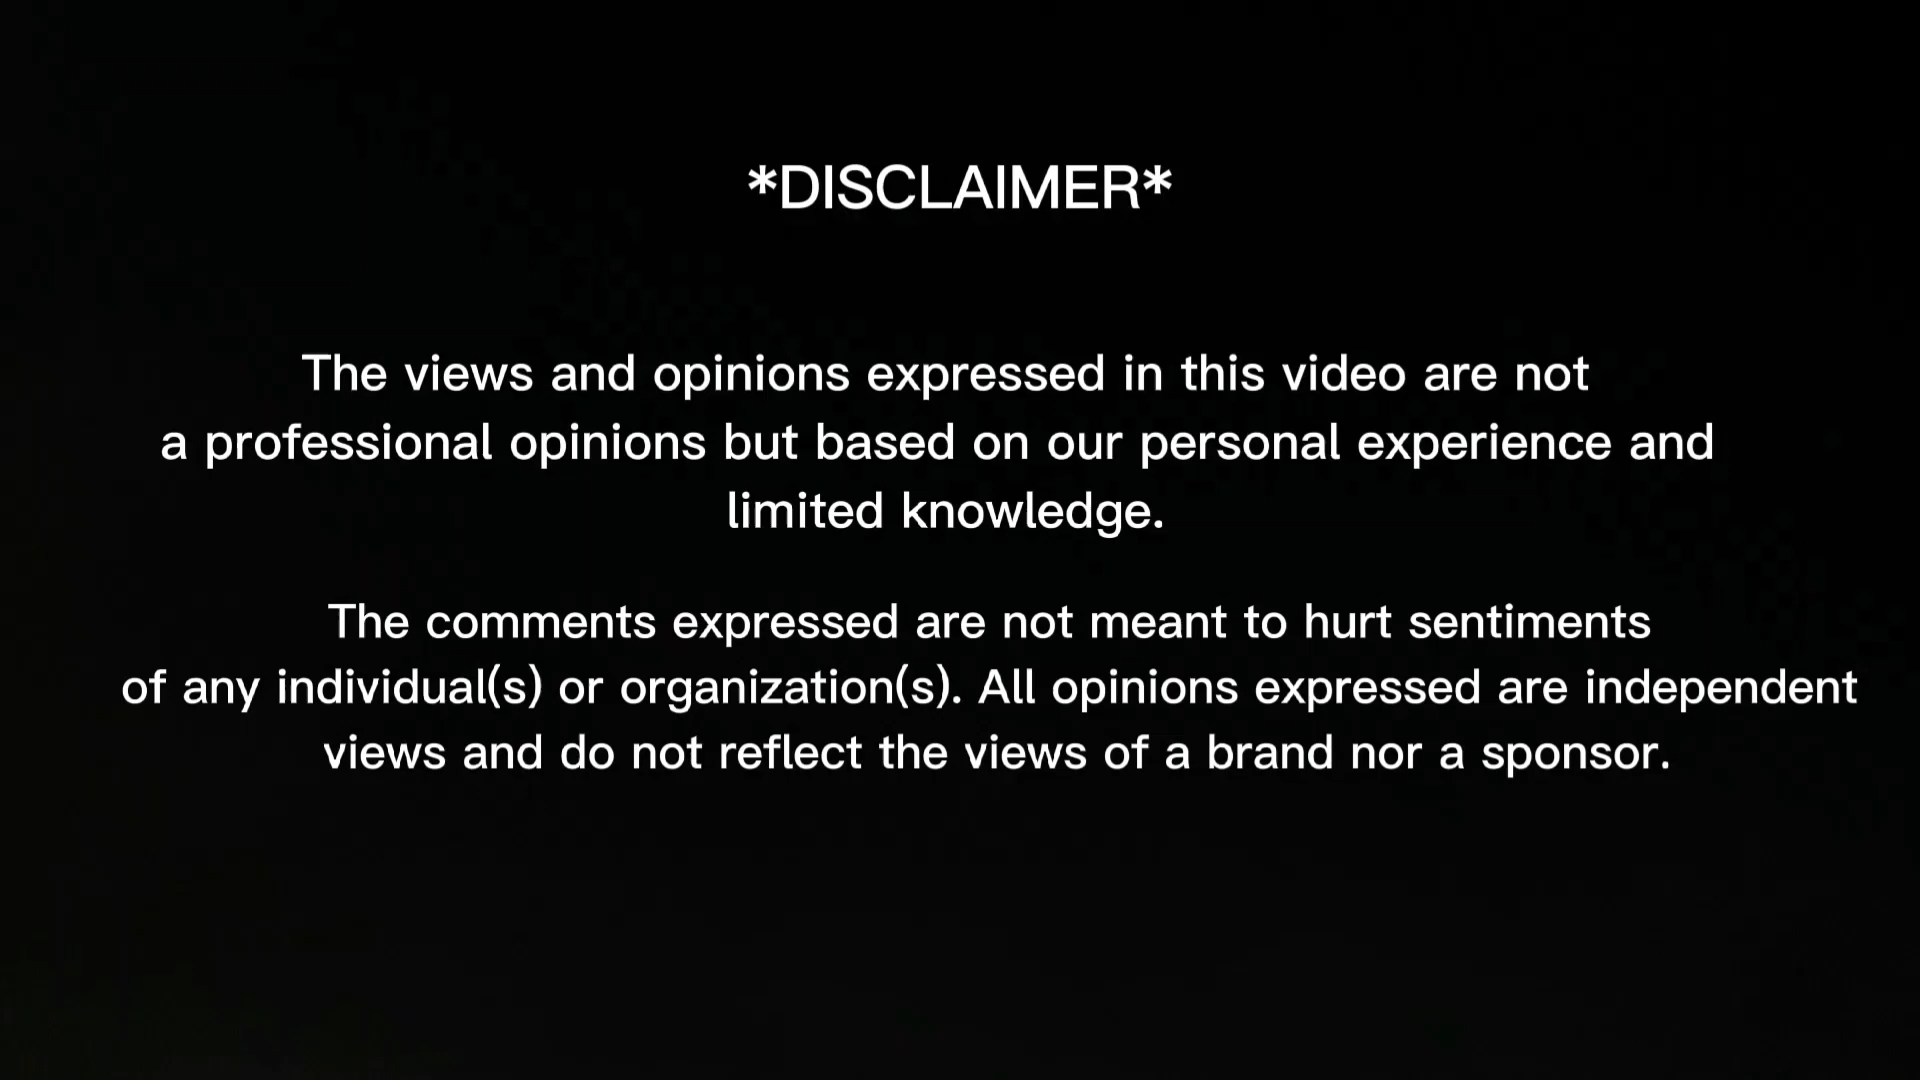 *DISCLAIMER*
The views and opinions expressed in this video are not
a professional opinions but based on our personal experience and
limited knowledge.
The comments expressed are not meant to hurt sentiments
of any individual(s) or organization(s). All opinions expressed are independent
views and do not reflect the views of a brand nor a sponsor.